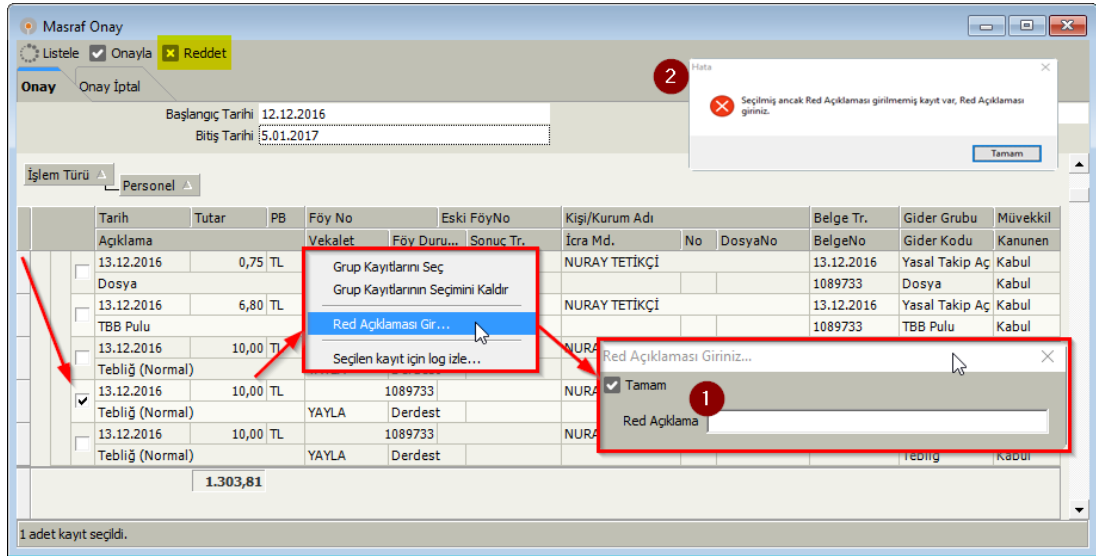 Masraf Onay
Listele Onayla Reddet
Onay Onay İptal
Başlangıç Tarihi 12.12.2016
Bitiş Tarihi 5.01.2017
2
Hata
Seçilmiş ancak Red Açıklaması girilmemiş kayıt var, Red Açıklaması
giriniz.
Tamam
İşlem Türü
Personel
Tarih Tutar PB Föy No Eski FöyNo Kişi/Kurum Adı Belge Tr. Gider Grubu Müvekkil
Açıklama Vekalet Föy Duru... Sonuç Tr. İcra Md. No DosyaNo BelgeNo Gider Kodu Kanunen
13.12.2016 0,75 TL NURAY TETİKÇİ 13.12.2016 Yasal Takip Aç Kabul
Dosya 1089733 Dosya Kabul
13.12.2016 6,80 TL NURAY TETİKÇİ 13.12.2016 Yasal Takip Aç Kabul
TBB Pulu 1089733 TBB Pulu Kabul
13.12.2016 10,00 TL NURA
Tebliğ (Normal)
13.12.2016 10,00 TL 1089733 NURA
Tebliğ (Normal) YAYLA Derdest
13.12.2016 10,00 TL 1089733 NURA
Tebliğ (Normal) YAYLA Derdest Tebliğ Kabul
1.303,81
Grup Kayıtlarını Seç
Grup Kayıtlarının Seçimini Kaldır
Red Açıklaması Gir...
Seçilen kayıt için log izle...
Red Açıklaması Giriniz...
Tamam
1
Red Açıklama
1 adet kayıt seçildi.